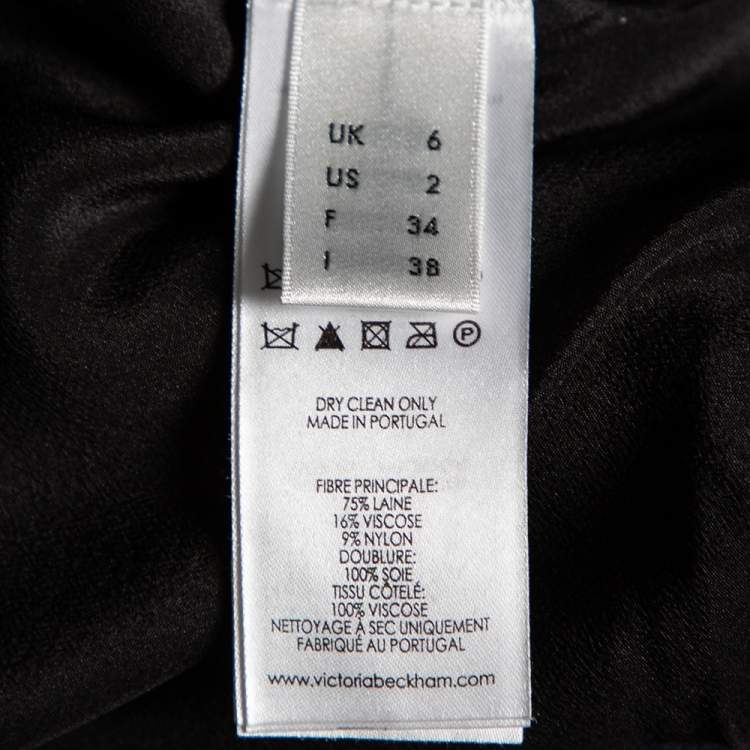 UK 6
US 2
F 34
I 38
P
DRY CLEAN ONLY
MADE IN PORTUGAL
FIBRE PRINCIPALE:
75% LAINE
16% VISCOSE
9% NYLON
DOUBLURE:
100% SOIE
TISSU CÔTELÉ:
100% VISCOSE
NETTOYAGE À SEC UNIQUEMENT
FABRIQUÉ AU PORTUGAL
www.victoriabeckham.com